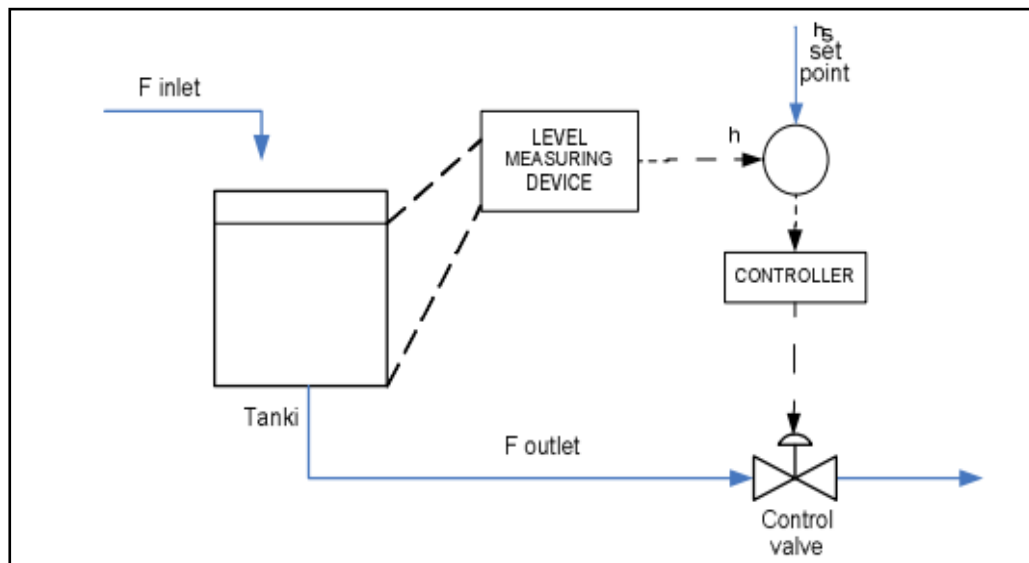 hs
set
point
F inlet
LEVEL
MEASURING
DEVICE
h
CONTROLLER
Tanki
F outlet
Control
valve